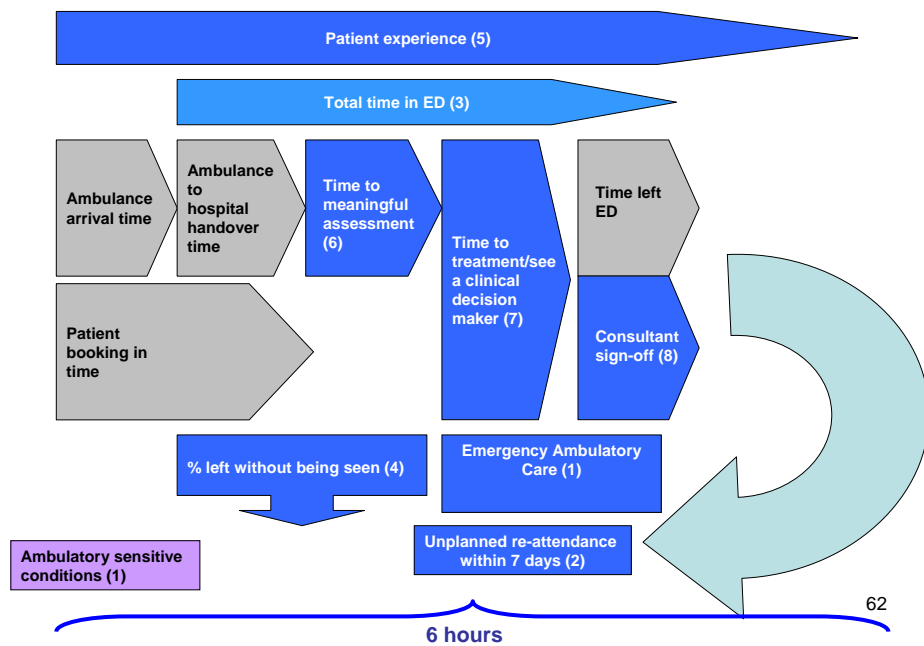 Patient experience (5)
Total time in ED (3)
Ambulance
arrival time
Ambulance
to
hospital
handover
time
Time to
meaningful
assessment
(6)
Time to
treatment/see
a clinical
decision
maker (7)
Time left
ED
Patient
booking in
time
Consultant
sign-off (8)
% left without being seen (4)
Emergency Ambulatory
Care (1)
Unplanned re-attendance
within 7 days (2)
Ambulatory sensitive
conditions (1)
62
6 hours